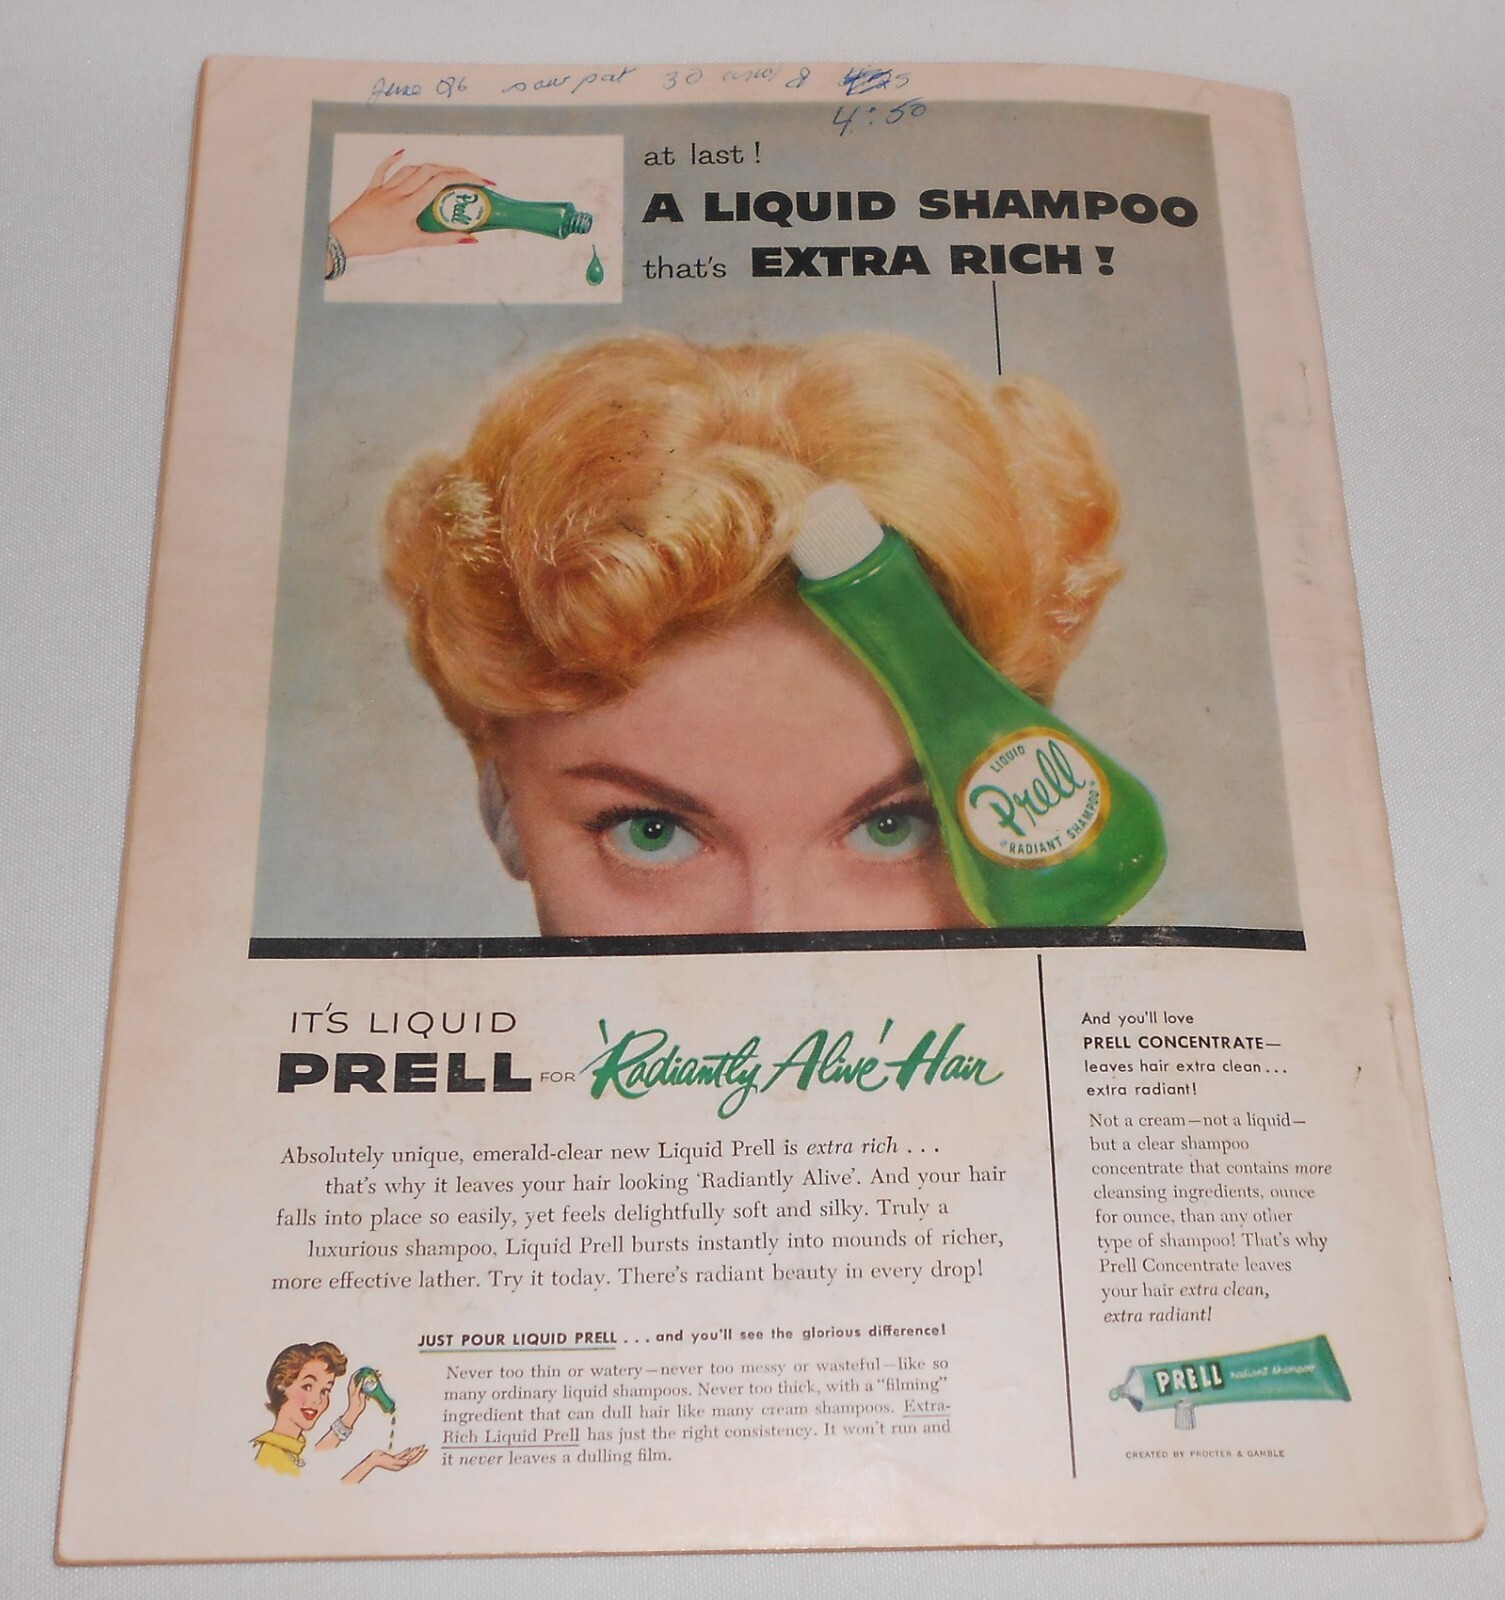 4:50
at last!
A LIQUID SHAMPOO
that's EXTRA RICH!
Prell
LIQUID
Prell
RADIANT SHAMPOO
IT'S LIQUID
PRELL FOR 'Radiantly Alive' Hair
Absolutely unique, emerald-clear new Liquid Prell is extra rich . . .
that's why it leaves your hair looking 'Radiantly Alive'. And your hair
falls into place so easily, yet feels delightfully soft and silky. Truly a
luxurious shampoo, Liquid Prell bursts instantly into mounds of richer,
more effective lather. Try it today. There's radiant beauty in every drop!
JUST POUR LIQUID PRELL . . . and you'll see the glorious difference!
Never too thin or watery—never too messy or wasteful—like so
many ordinary liquid shampoos. Never too thick, with a "filming"
ingredient that can dull hair like many cream shampoos. Extra-
Rich Liquid Prell has just the right consistency. It won't run and
it never leaves a dulling film.
And you'll love
PRELL CONCENTRATE—
leaves hair extra clean . . .
extra radiant!
Not a cream—not a liquid—
but a clear shampoo
concentrate that contains more
cleansing ingredients, ounce
for ounce, than any other
type of shampoo! That's why
Prell Concentrate leaves
your hair extra clean,
extra radiant!
PRELL radiant shampoo
CREATED BY PROCTER & GAMBLE